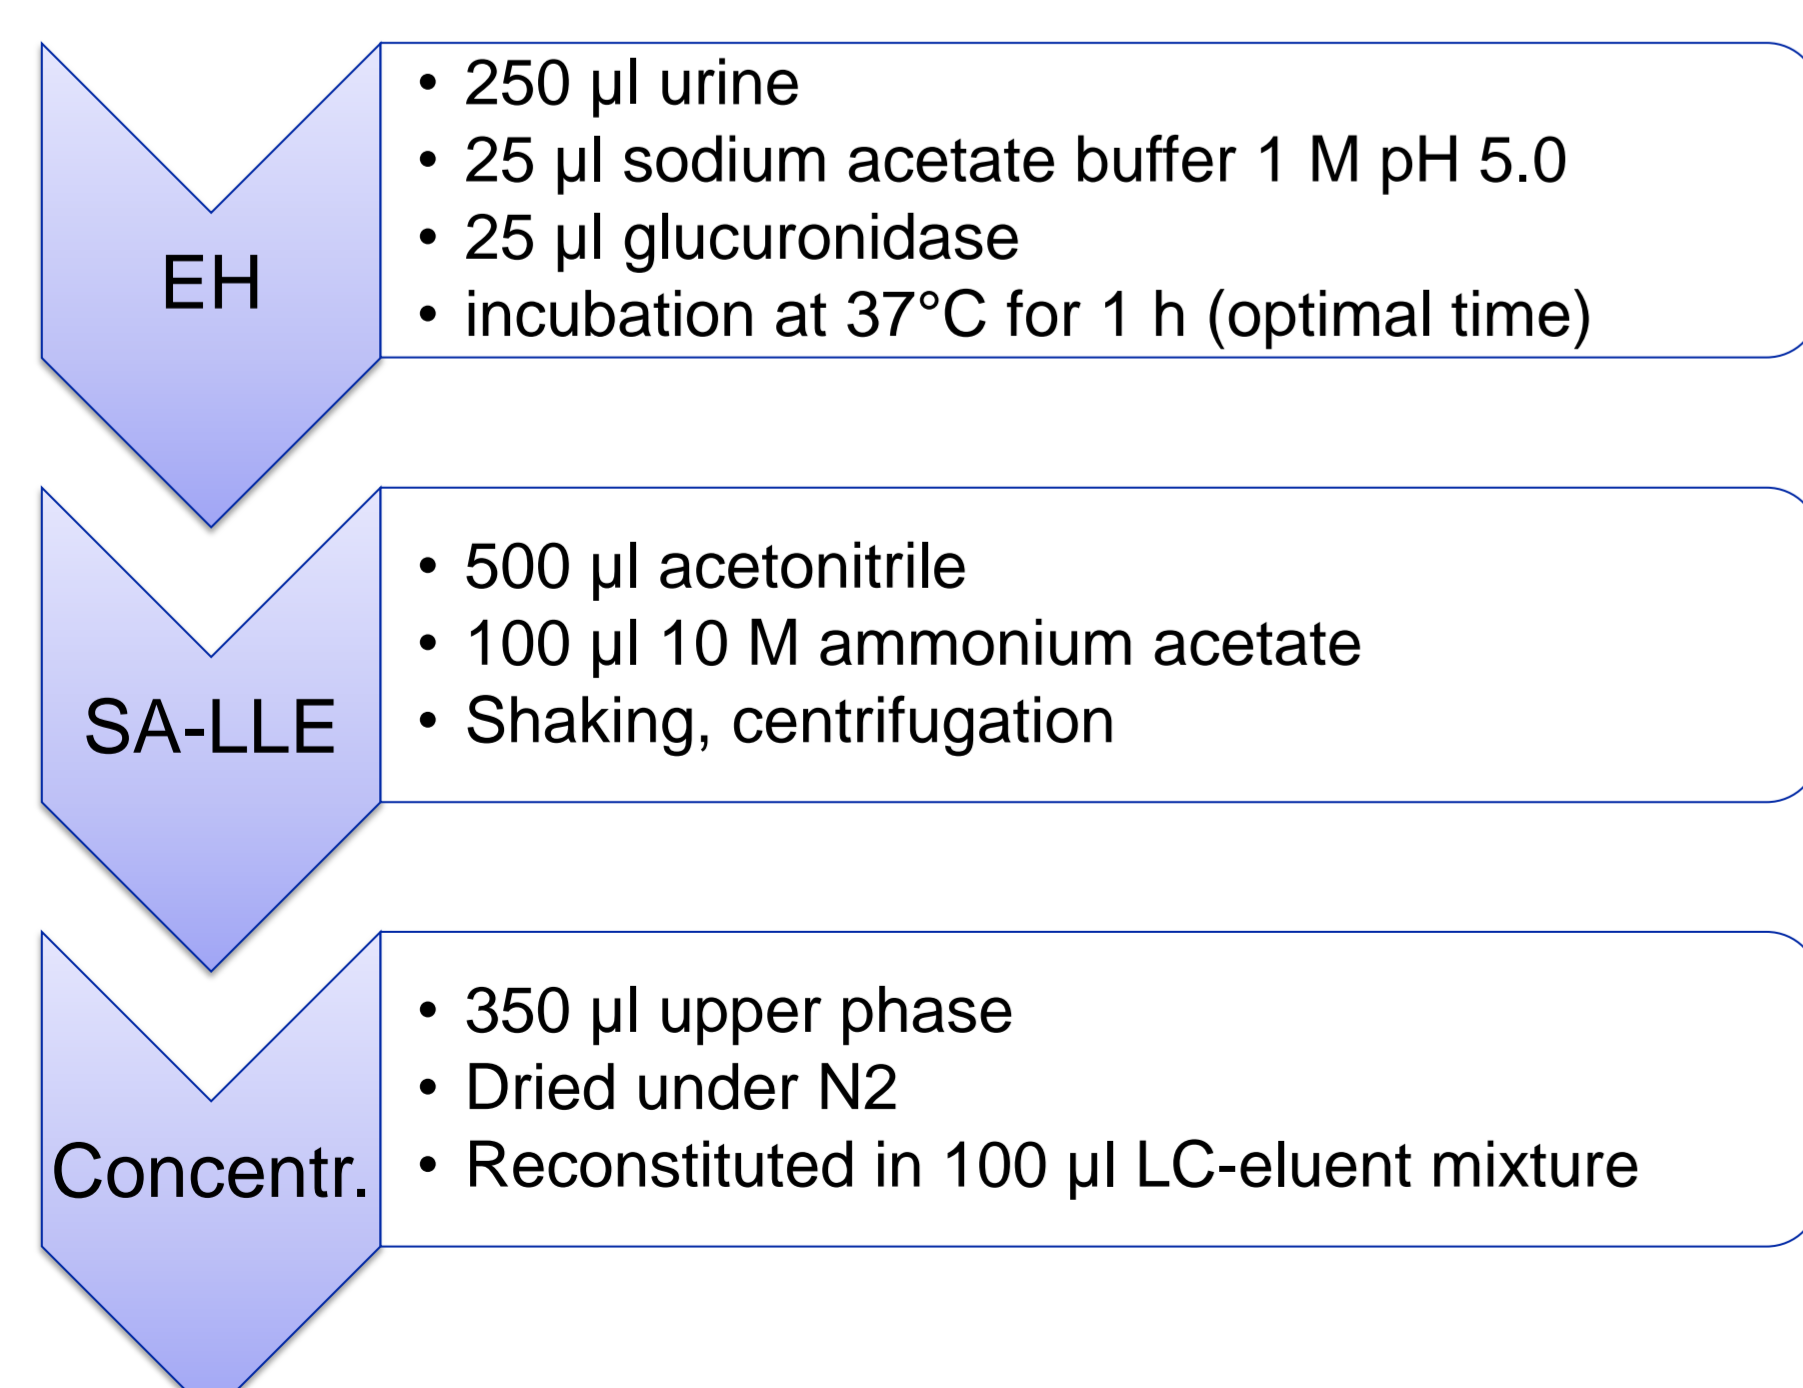 EH
• 250 µl urine
• 25 µl sodium acetate buffer 1 M pH 5.0
• 25 µl glucuronidase
• incubation at 37°C for 1 h (optimal time)
SA-LLE
• 500 µl acetonitrile
• 100 µl 10 M ammonium acetate
• Shaking, centrifugation
Concentr.
• 350 µl upper phase
• Dried under N2
• Reconstituted in 100 µl LC-eluent mixture